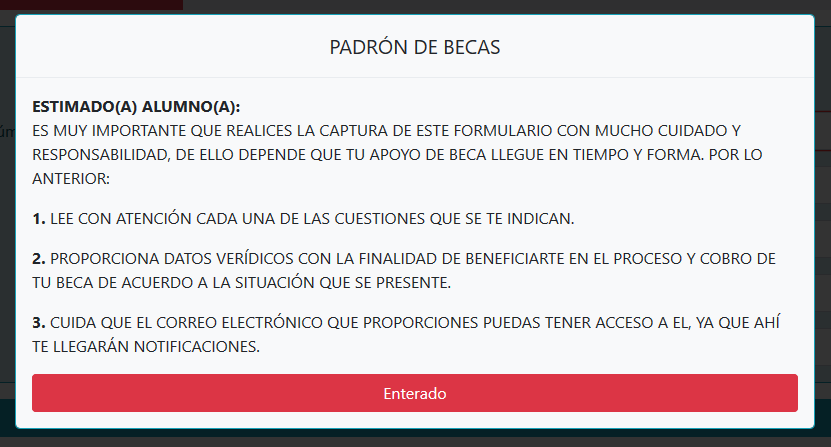 PADRÓN DE BECAS
ESTIMADO(A) ALUMNO(A):
ES MUY IMPORTANTE QUE REALICES LA CAPTURA DE ESTE FORMULARIO CON MUCHO CUIDADO Y
RESPONSABILIDAD, DE ELLO DEPENDE QUE TU APOYO DE BECA LLEGUE EN TIEMPO Y FORMA. POR LO
ANTERIOR:
1. LEE CON ATENCIÓN CADA UNA DE LAS CUESTIONES QUE SE TE INDICAN.
2. PROPORCIONA DATOS VERÍDICOS CON LA FINALIDAD DE BENEFICIARTE EN EL PROCESO Y COBRO DE
TU BECA DE ACUERDO A LA SITUACIÓN QUE SE PRESENTE.
3. CUIDA QUE EL CORREO ELECTRÓNICO QUE PROPORCIONES PUEDAS TENER ACCESO A EL, YA QUE AHÍ
TE LLEGARÁN NOTIFICACIONES.
Enterado